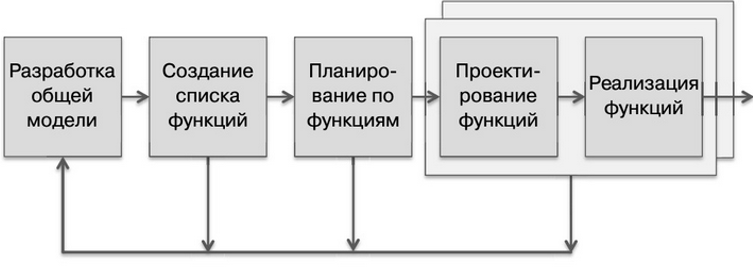 Разработка
общей
модели
Создание
списка
функций
Планиро-
вание по
функциям
Проекти-
рование
функций
Реализация
функций